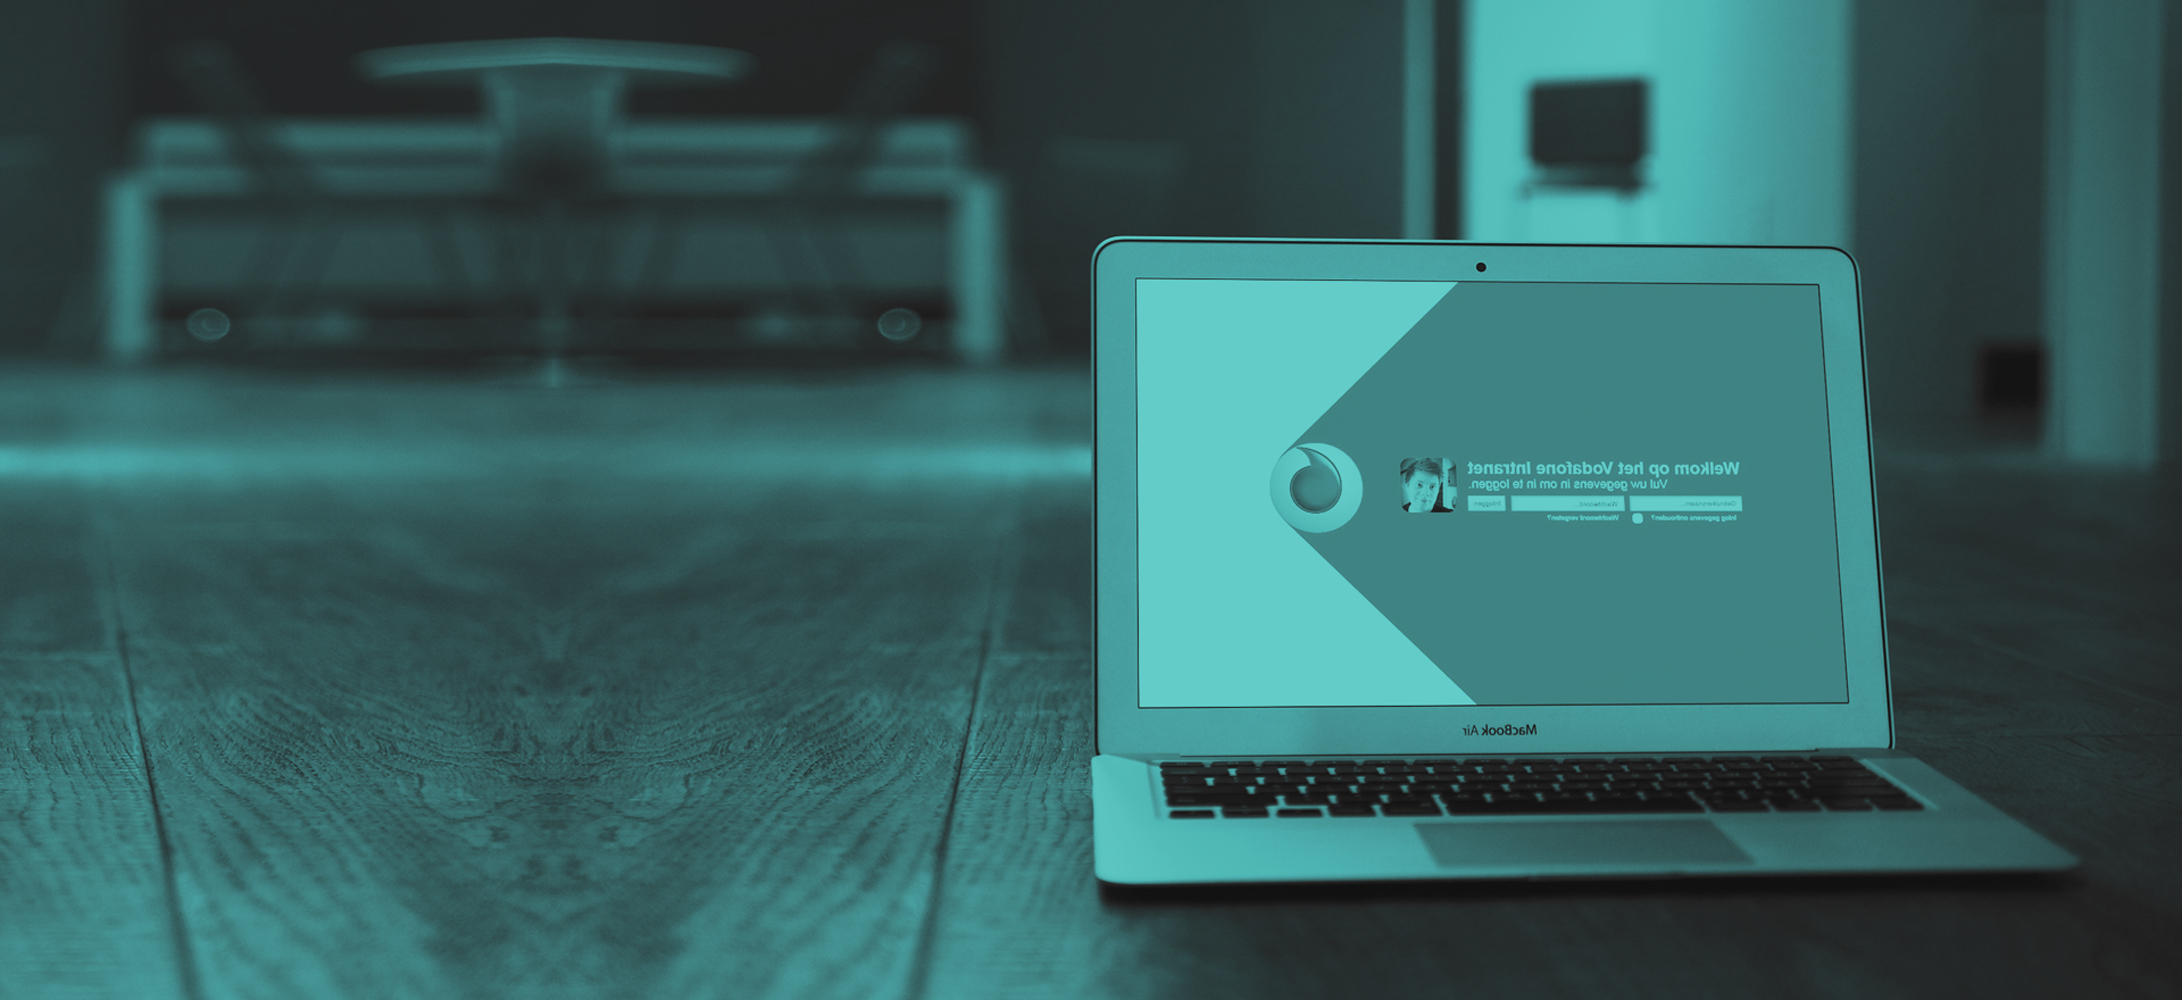 Welkom op het Vodafone Intranet
Vul uw gegevens in om in te loggen.
Gebruikersnaam... Wachtwoord... Inloggen
Inlog gegevens onthouden? Wachtwoord vergeten?
MacBook Air